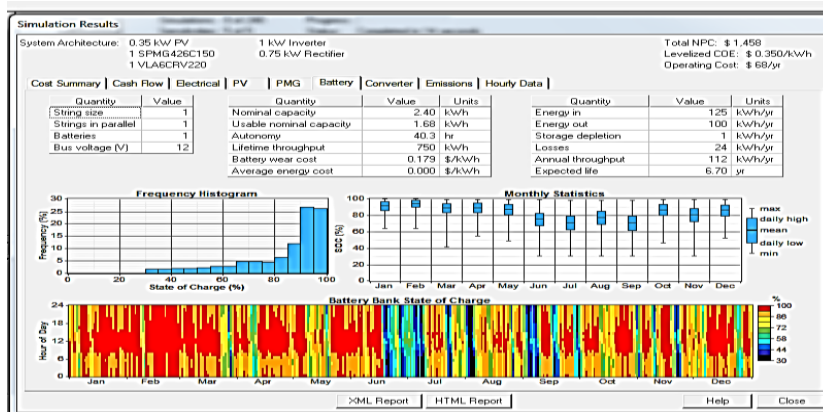 Simulation Results
System Architecture: 0.35 kW PV 1 kW Inverter Total NPC: $ 1,458
1 SPMG426C150 0.75 kW Rectifier Levelized COE: $ 0.350/kWh
1 VLA6CRV220 Operating Cost: $ 68/yr
Cost Summary Cash Flow Electrical PV PMG Battery Converter Emissions Hourly Data
Quantity Value
String size 1
Strings in parallel 1
Batteries 1
Bus voltage (V) 12
Quantity Value Units
Nominal capacity 2.40 kWh
Usable nominal capacity 1.68 kWh
Autonomy 40.3 hr
Lifetime throughput 750 kWh
Battery wear cost 0.179 $/kWh
Average energy cost 0.000 $/kWh
Quantity Value Units
Energy in 125 kWh/yr
Energy out 100 kWh/yr
Storage depletion 1 kWh/yr
Losses 24 kWh/yr
Annual throughput 112 kWh/yr
Expected life 6.70 yr
Frequency Histogram
Frequency (%)
30
25
20
15
10
5
0
0 20 40 60 80 100
State of Charge (%)
Monthly Statistics
SOC (%)
100
80
60
40
20
0
Jan Feb Mar Apr May Jun Jul Aug Sep Oct Nov Dec
max
daily high
mean
daily low
min
Battery Bank State of Charge
Hour of Day
24
18
12
6
0
Jan Feb Mar Apr May Jun Jul Aug Sep Oct Nov Dec
%
100
86
72
58
44
30
XML Report HTML Report Help Close